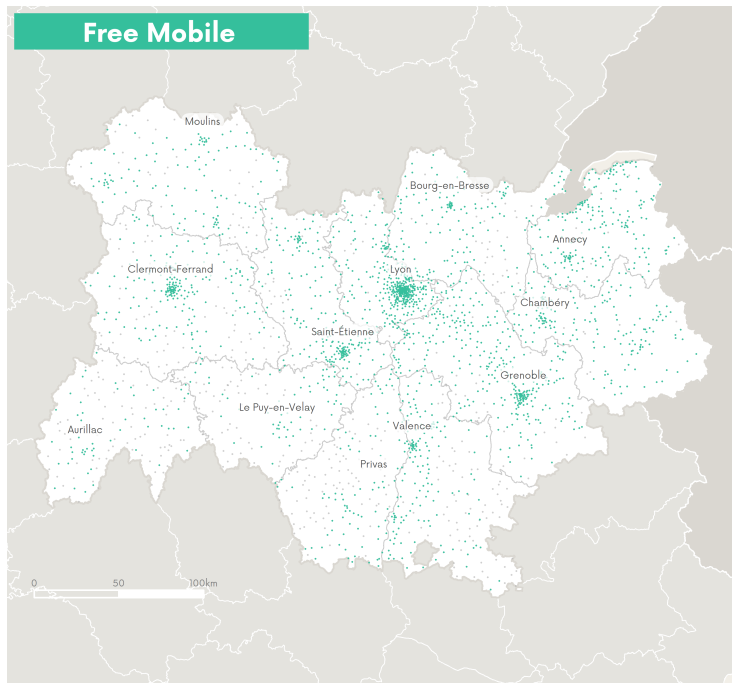 Free Mobile
Moulins
Bourg-en-Bresse
Annecy
Clermont-Ferrand
Lyon
Chambéry
Saint-Étienne
Grenoble
Le Puy-en-Velay
Aurillac
Valence
Privas
0 50 100km